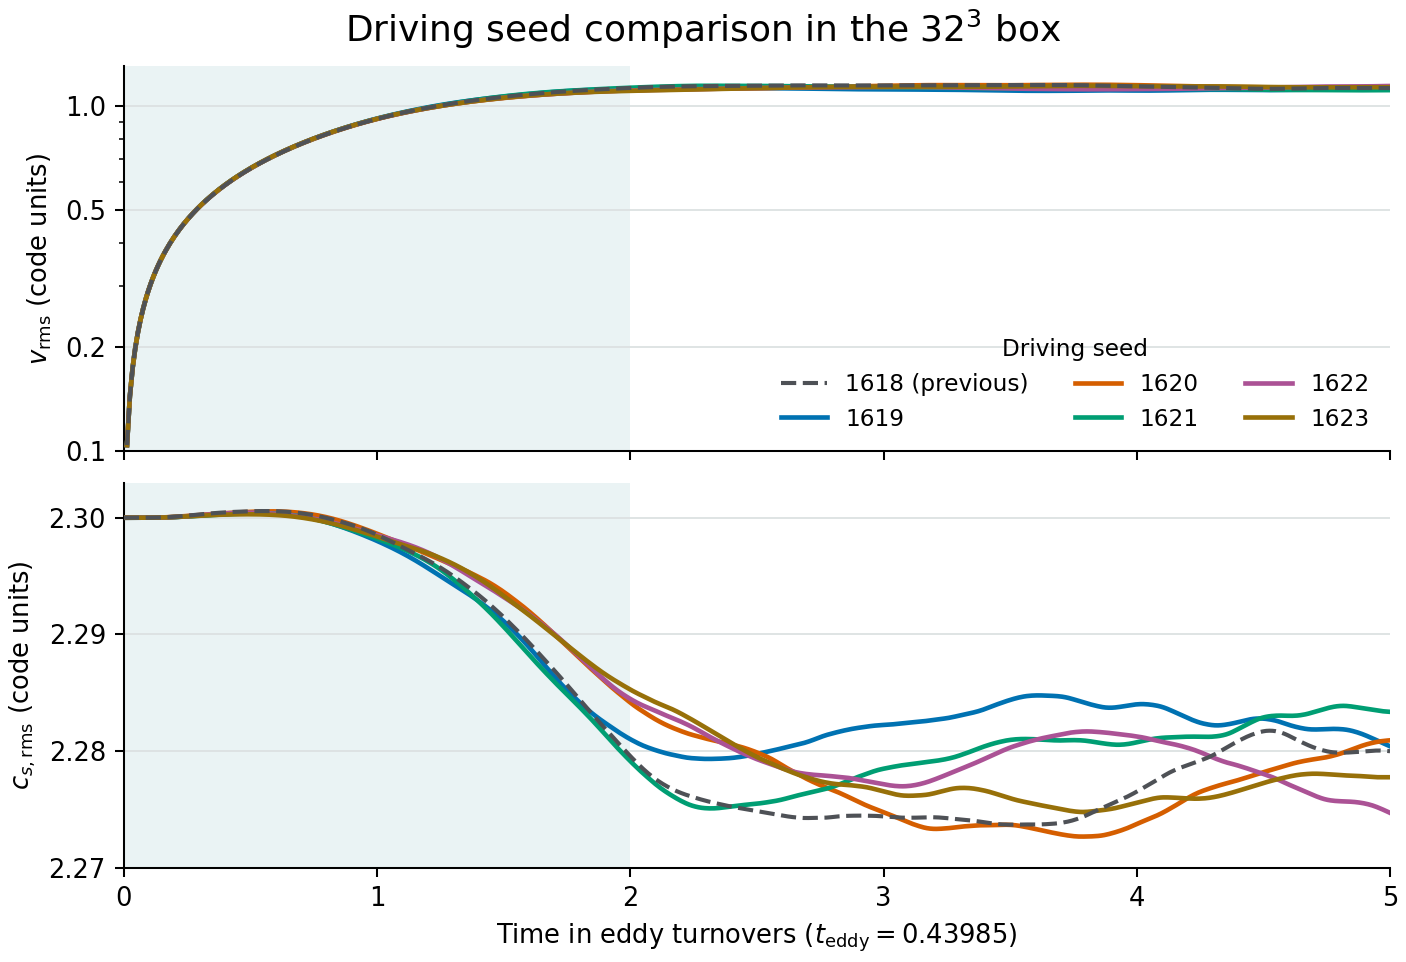 Driving seed comparison in the 32³ box
v_rms (code units)
1.0
0.5
0.2
0.1
Driving seed
1618 (previous) 1620 1622
1619 1621 1623
c_s,rms (code units)
2.30
2.29
2.28
2.27
0 1 2 3 4 5
Time in eddy turnovers (t_eddy = 0.43985)